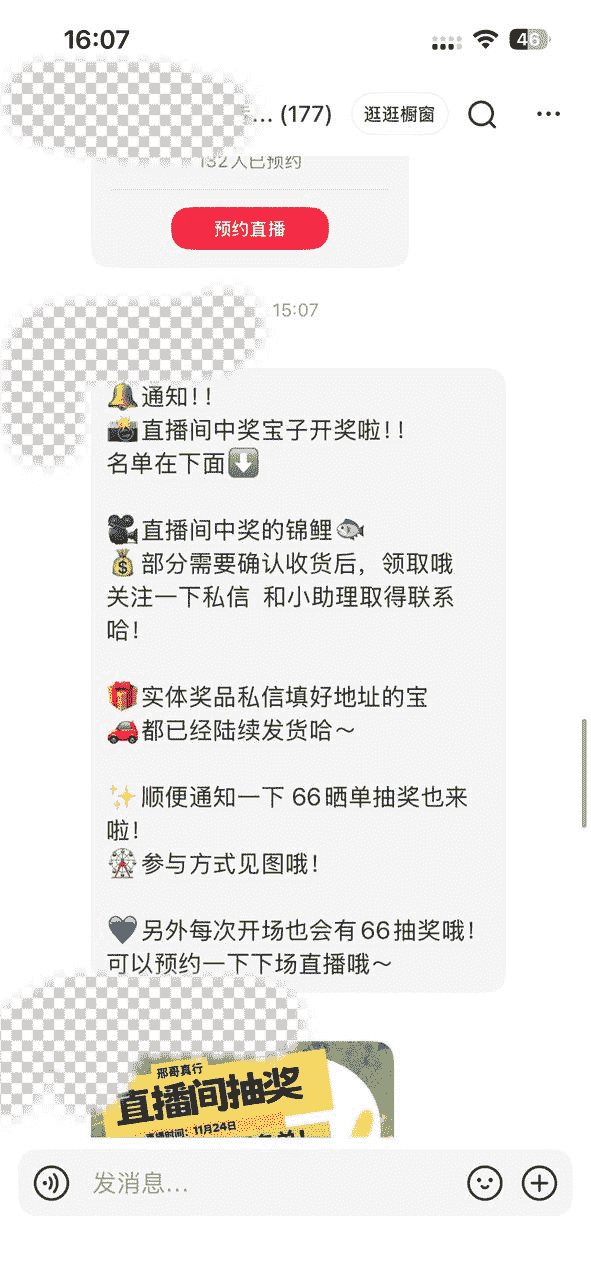 16:07
46
... (177)
逛逛橱窗
132人已预约
预约直播
15:07
🔔通知!!
📸直播间中奖宝子开奖啦!!
名单在下面⬇️
🎥直播间中奖的锦鲤🐟
💰部分需要确认收货后，领取哦
关注一下私信 和小助理取得联系
哈!
🎁实体奖品私信填好地址的宝
🚗都已经陆续发货哈～
✨顺便通知一下 66晒单抽奖也来
啦!
🎡参与方式见图哦!
🖤另外每次开场也会有66抽奖哦!
可以预约一下下场直播哦～
邢哥真行
直播间抽奖
直播时间：11月24日
发消息...